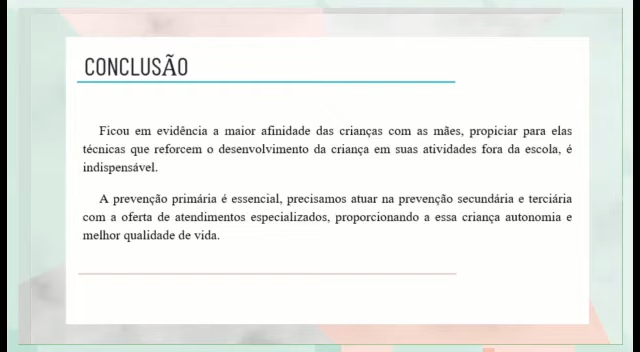 CONCLUSÃO
Ficou em evidência a maior afinidade das crianças com as mães, propiciar para elas
técnicas que reforcem o desenvolvimento da criança em suas atividades fora da escola, é
indispensável.
A prevenção primária é essencial, precisamos atuar na prevenção secundária e terciária
com a oferta de atendimentos especializados, proporcionando a essa criança autonomia e
melhor qualidade de vida.